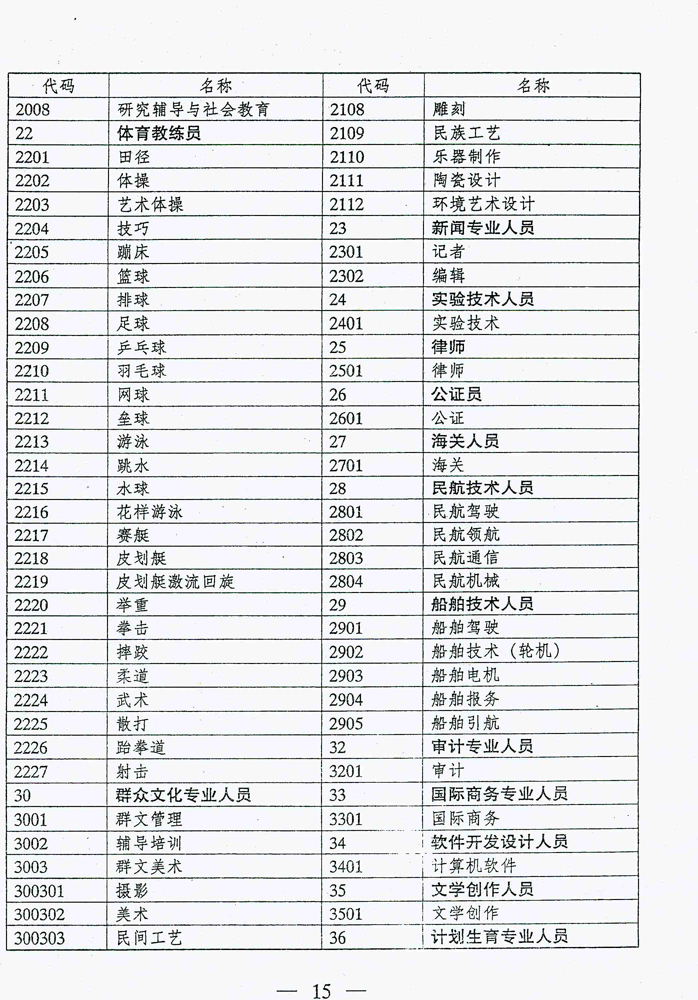 代码 名称 代码 名称
2008 研究辅导与社会教育 2108 雕刻
22 体育教练员 2109 民族工艺
2201 田径 2110 乐器制作
2202 体操 2111 陶瓷设计
2203 艺术体操 2112 环境艺术设计
2204 技巧 23 新闻专业人员
2205 蹦床 2301 记者
2206 篮球 2302 编辑
2207 排球 24 实验技术人员
2208 足球 2401 实验技术
2209 乒乓球 25 律师
2210 羽毛球 2501 律师
2211 网球 26 公证员
2212 垒球 2601 公证
2213 游泳 27 海关人员
2214 跳水 2701 海关
2215 水球 28 民航技术人员
2216 花样游泳 2801 民航驾驶
2217 赛艇 2802 民航领航
2218 皮划艇 2803 民航通信
2219 皮划艇激流回旋 2804 民航机械
2220 举重 29 船舶技术人员
2221 拳击 2901 船舶驾驶
2222 摔跤 2902 船舶技术（轮机）
2223 柔道 2903 船舶电机
2224 武术 2904 船舶报务
2225 散打 2905 船舶引航
2226 跆拳道 32 审计专业人员
2227 射击 3201 审计
30 群众文化专业人员 33 国际商务专业人员
3001 群文管理 3301 国际商务
3002 辅导培训 34 软件开发设计人员
3003 群文美术 3401 计算机软件
300301 摄影 35 文学创作人员
300302 美术 3501 文学创作
300303 民间工艺 36 计划生育专业人员
— 15 —